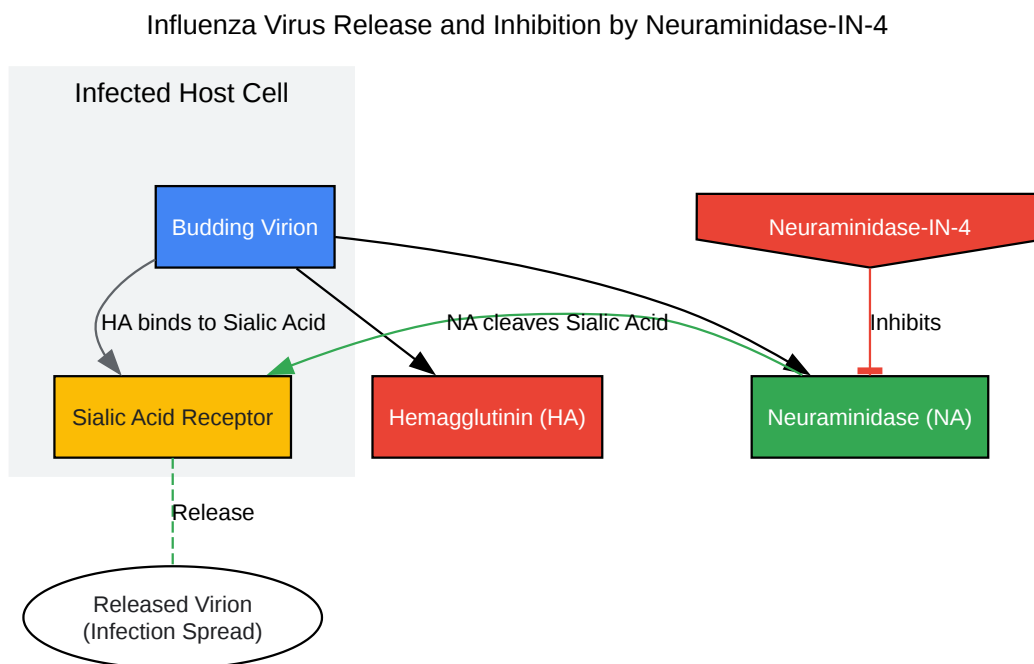 Influenza Virus Release and Inhibition by Neuraminidase-IN-4
Infected Host Cell
Budding Virion
Neuraminidase-IN-4
HA binds to Sialic Acid
NA cleaves Sialic Acid
Inhibits
Sialic Acid Receptor
Hemagglutinin (HA)
Neuraminidase (NA)
Release
Released Virion
(Infection Spread)